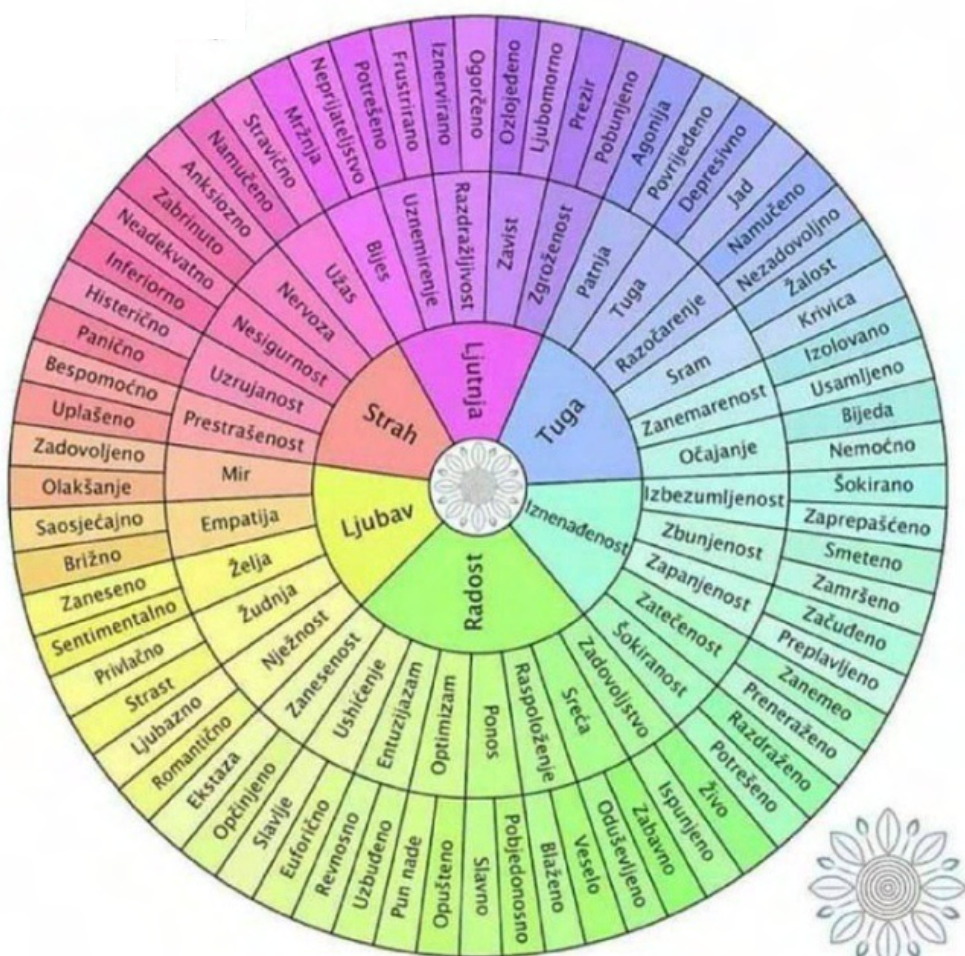 Ljutnja
Tuga
Iznenađenost
Radost
Ljubav
Strah
Bijes
Uznemirenje
Razdražljivost
Zavist
Zgroženost
Patnja
Tuga
Razočarenje
Sram
Zanemarenost
Očajanje
Izbezumljenost
Zbunjenost
Zapanjenost
Zatečenost
Šokiranost
Zadovoljstvo
Sreća
Raspoloženje
Ponos
Optimizam
Entuzijazam
Ushićenje
Zanesenost
Nježnost
Žudnja
Želja
Empatija
Mir
Prestrašenost
Uzrujanost
Nesigurnost
Nervoza
Užas
Mržnja
Neprijateljstvo
Potrešeno
Frustrirano
Iznervirano
Ogorčeno
Ozlojeđeno
Ljubomorno
Prezir
Pobunjeno
Agonija
Povrijeđeno
Depresivno
Jad
Namučeno
Nezadovoljno
Žalost
Krivica
Izolovano
Usamljeno
Bijeda
Nemoćno
Šokirano
Zaprepašćeno
Smeteno
Zamršeno
Začuđeno
Preplavljeno
Zanemeo
Preneraženo
Razdraženo
Potrešeno
Živo
Ispunjeno
Zabavno
Oduševljeno
Veselo
Blaženo
Pobjedonosno
Slavno
Opušteno
Pun nade
Uzbuđeno
Revnosno
Euforično
Slavlje
Opčinjeno
Ekstaza
Romantično
Ljubazno
Strast
Privlačno
Sentimentalno
Zaneseno
Brižno
Saosjećajno
Olakšanje
Zadovoljeno
Uplašeno
Bespomoćno
Panično
Histerično
Inferiorno
Neadekvatno
Zabrinuto
Anksiozno
Namučeno
Stravično